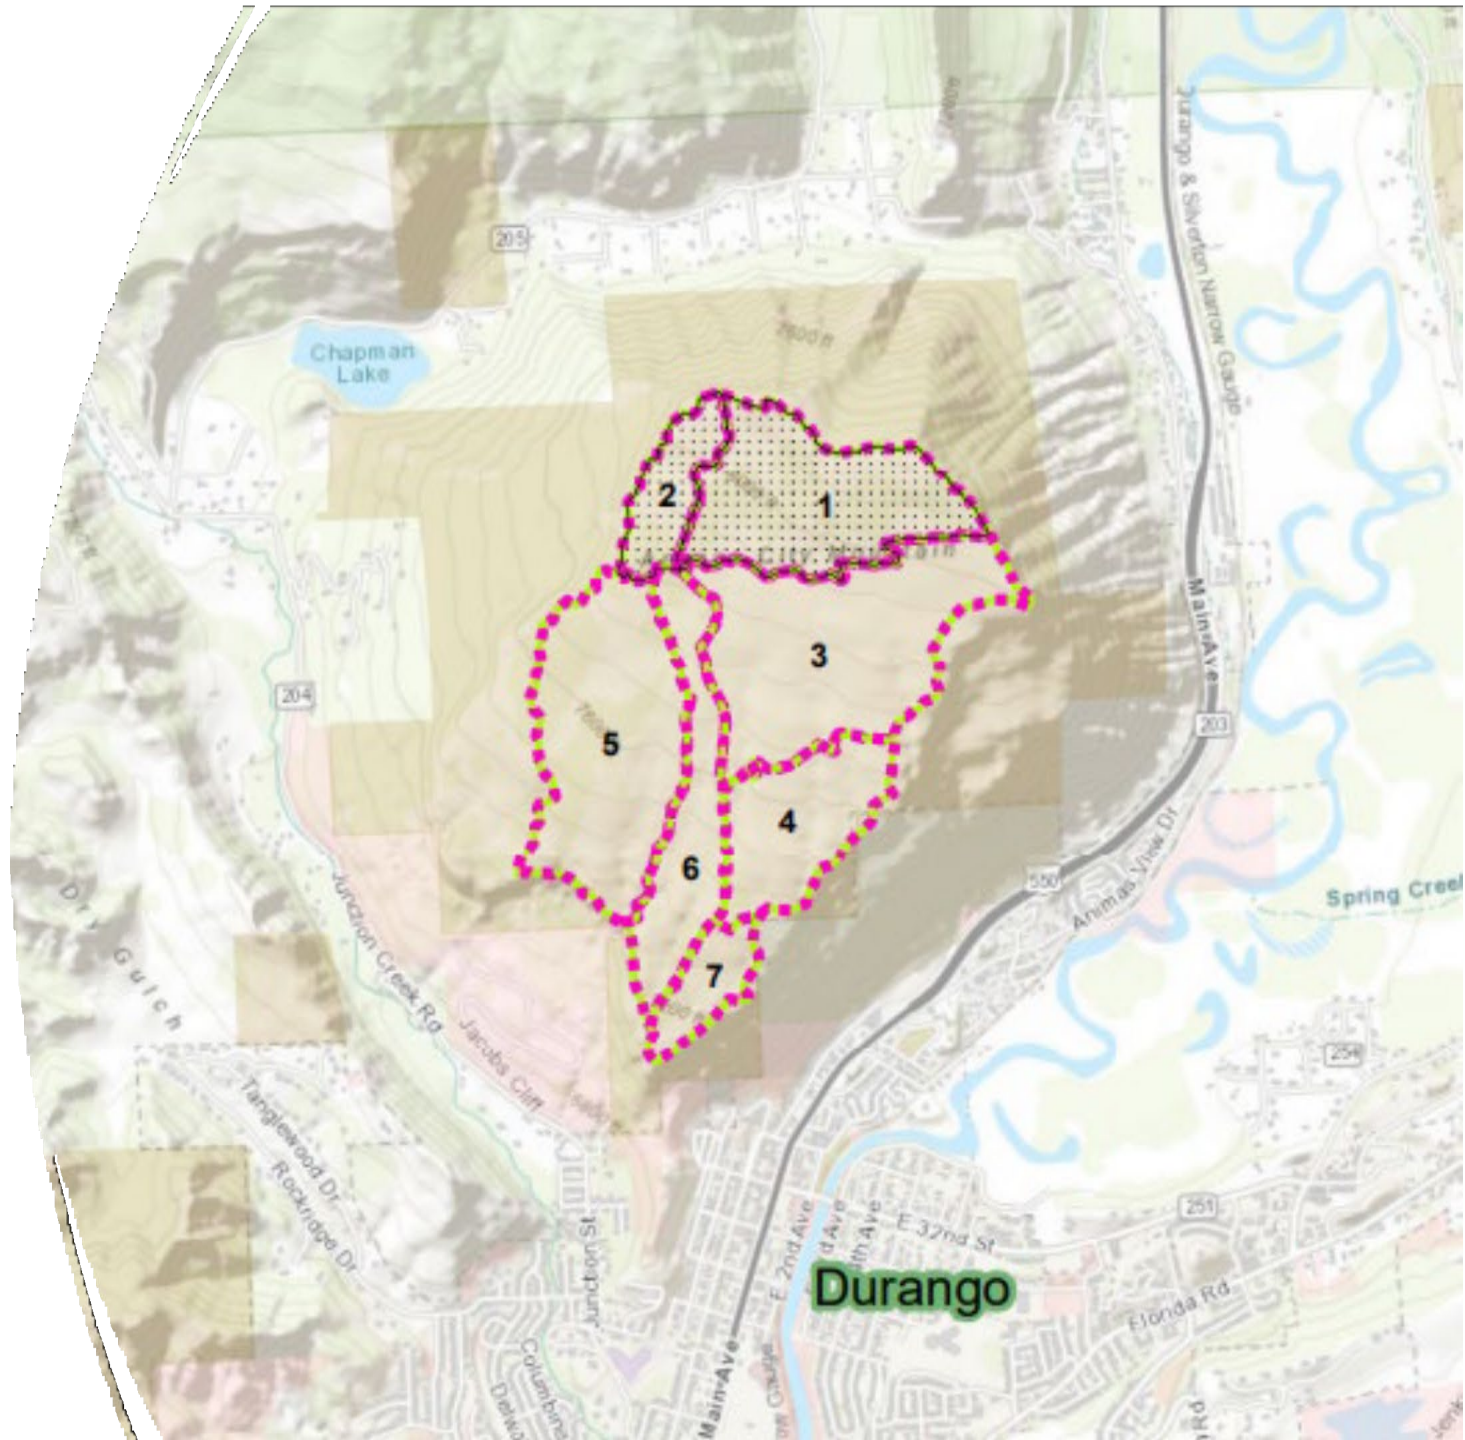 205
Durango & Silverton Narrow Gauge
7600 ft
Chapman
Lake
2
1
City Mountain
Main Ave
3
204
203
5
4
6
550
Animas View Dr
Spring Creek
Dry Gulch
Junction Creek Rd
7
Jacobs Cliff
254
Tanglewood Dr
Rockridge Dr
251
E 32nd St
E 2nd Ave
Junction St
Durango
Florida Rd
Main Ave
Columbine